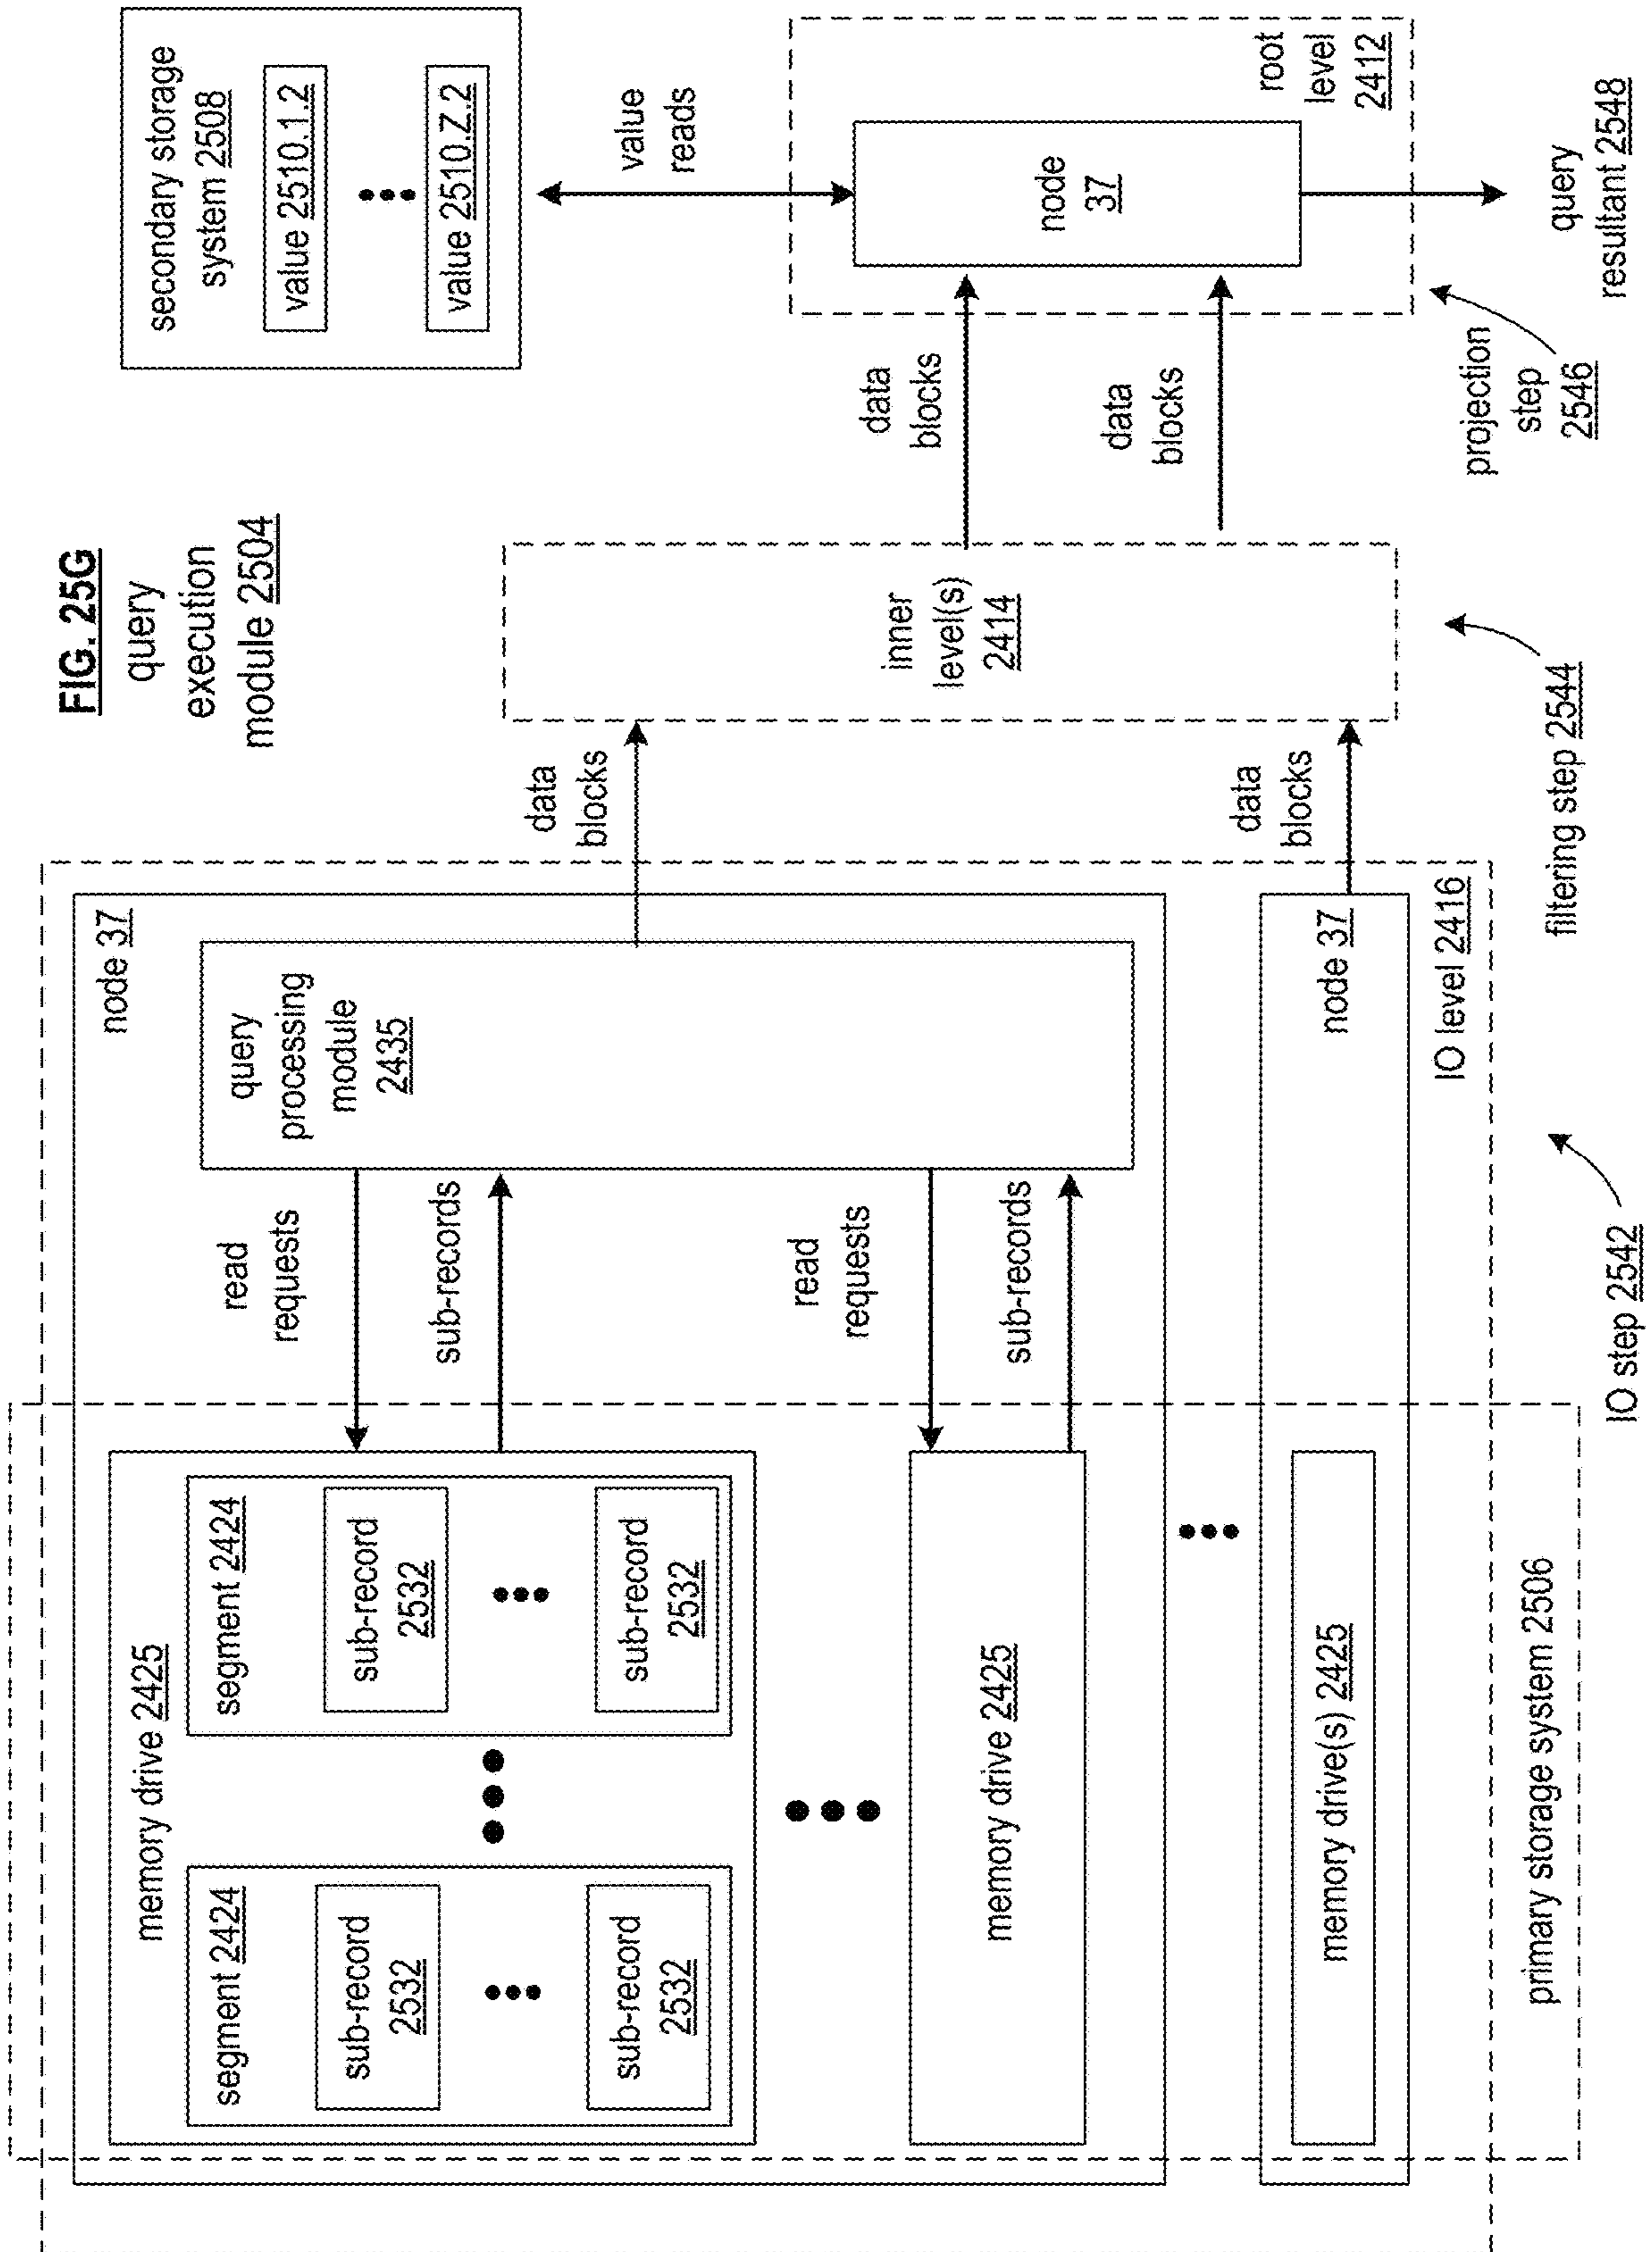 FIG. 25G
query
execution
module 2504
secondary storage
system 2508
value 2510.1.2
value 2510.Z.2
value
reads
root
level
2412
node
37
query
resultant 2548
data
blocks
data
blocks
projection
step
2546
inner
level(s)
2414
filtering step 2544
data
blocks
data
blocks
node 37
query
processing
module
2435
node 37
IO level 2416
IO step 2542
read
requests
sub-records
read
requests
sub-records
memory drive 2425
segment 2424
sub-record
2532
sub-record
2532
segment 2424
sub-record
2532
sub-record
2532
memory drive 2425
memory drive(s) 2425
primary storage system 2506